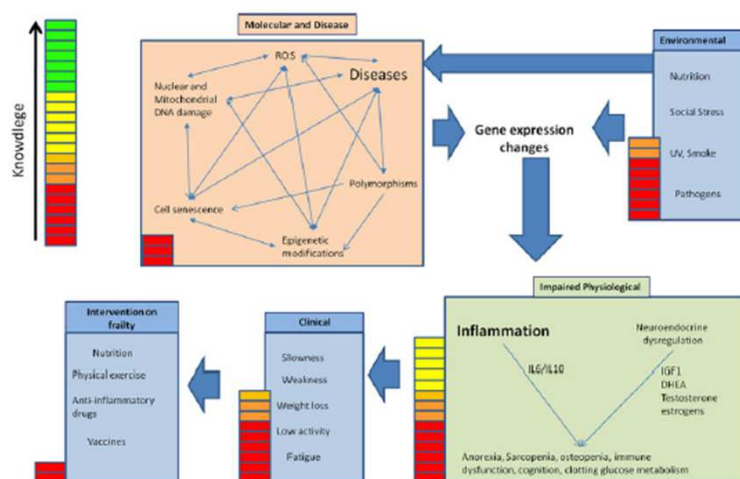 Knowdlege
Molecular and Disease
ROS
Diseases
Nuclear and
Mitochondrial
DNA damage
Polymorphisms
Cell senescence
Epigenetic
modifications
Gene expression
changes
Environmental
Nutrition
Social Stress
UV, Smoke
Pathogens
Intervention on
frailty
Nutrition
Physical exercise
Anti-inflammatory
drugs
Vaccines
Clinical
Slowness
Weakness
Weight loss
Low activity
Fatigue
Impaired Physiological
Inflammation
Neuroendocrine
dysregulation
IL6/IL10
IGF1
DHEA
Testosterone
estrogens
Anorexia, Sarcopenia, osteopenia, immune
dysfunction, cognition, clotting glucose metabolism